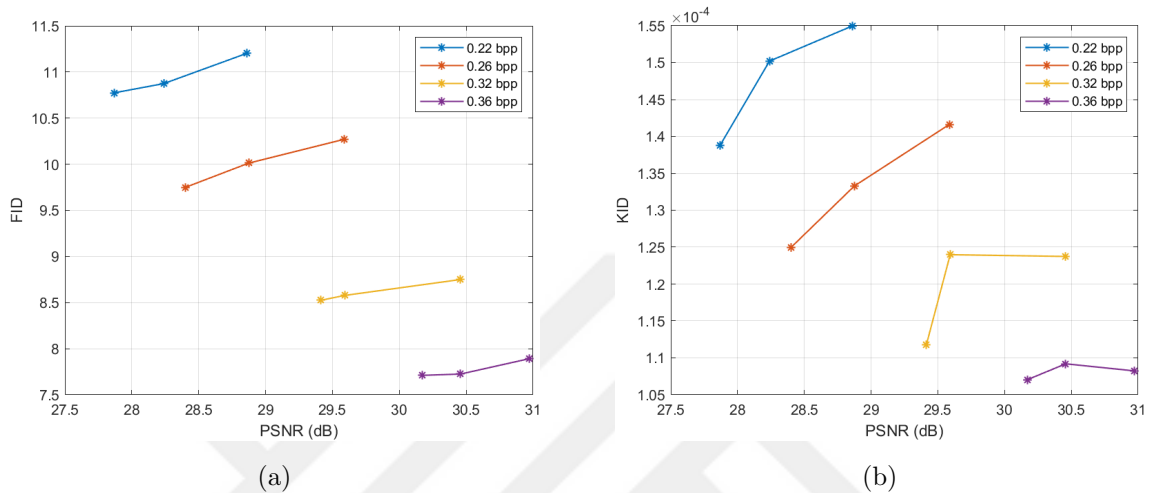 11.5
11
10.5
10
9.5
9
8.5
8
7.5
FID
27.5 28 28.5 29 29.5 30 30.5 31
PSNR (dB)
0.22 bpp
0.26 bpp
0.32 bpp
0.36 bpp
(a)
×10⁻⁴
1.55
1.5
1.45
1.4
1.35
1.3
1.25
1.2
1.15
1.1
1.05
KID
27.5 28 28.5 29 29.5 30 30.5 31
PSNR (dB)
0.22 bpp
0.26 bpp
0.32 bpp
0.36 bpp
(b)